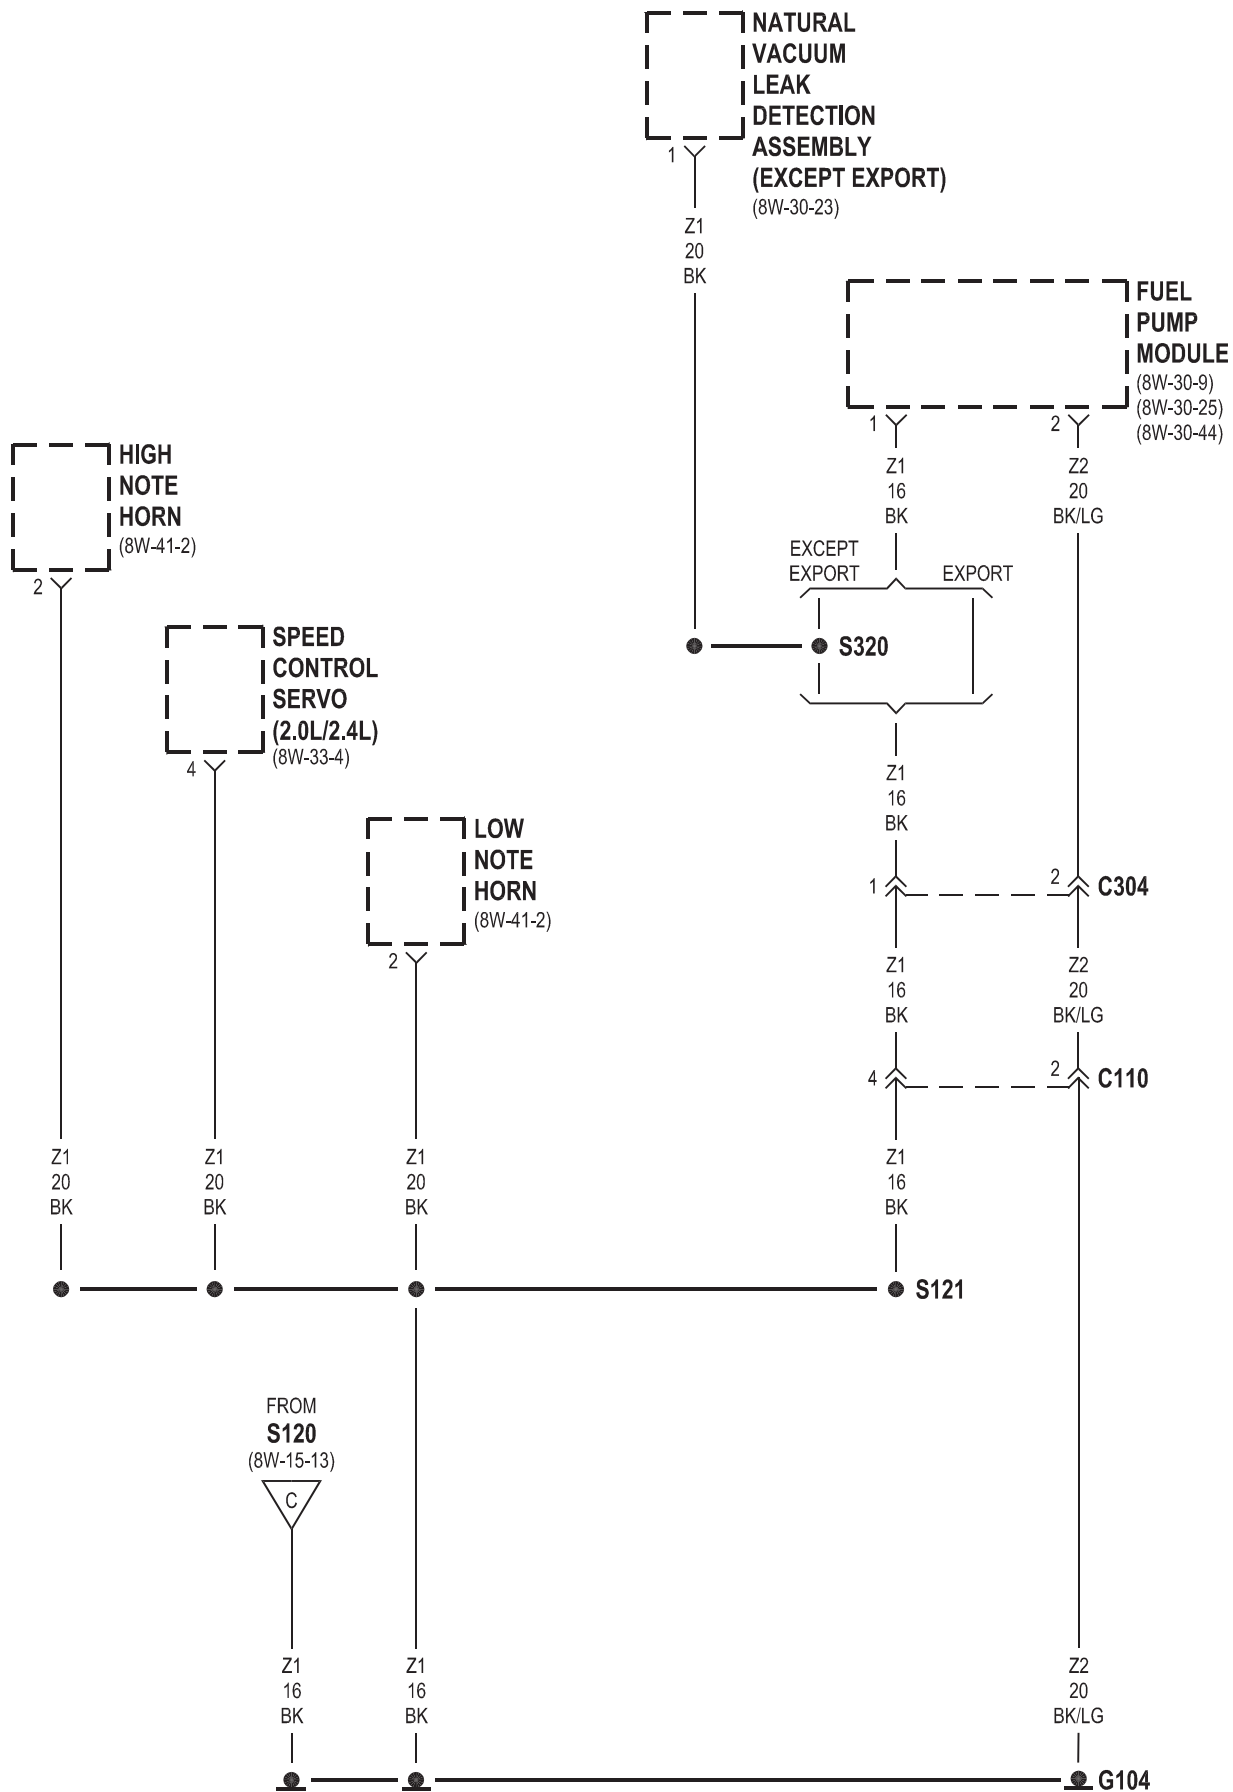 NATURAL
VACUUM
LEAK
DETECTION
ASSEMBLY
(EXCEPT EXPORT)
(8W-30-23)
1
Z1
20
BK
FUEL
PUMP
MODULE
(8W-30-9)
(8W-30-25)
(8W-30-44)
1
2
Z1
16
BK
Z2
20
BK/LG
HIGH
NOTE
HORN
(8W-41-2)
2
EXCEPT
EXPORT
EXPORT
S320
SPEED
CONTROL
SERVO
(2.0L/2.4L)
(8W-33-4)
4
Z1
16
BK
LOW
NOTE
HORN
(8W-41-2)
2
1
2
C304
Z1
16
BK
Z2
20
BK/LG
4
2
C110
Z1
20
BK
Z1
20
BK
Z1
20
BK
Z1
16
BK
S121
FROM
S120
(8W-15-13)
C
Z1
16
BK
Z1
16
BK
Z2
20
BK/LG
G104